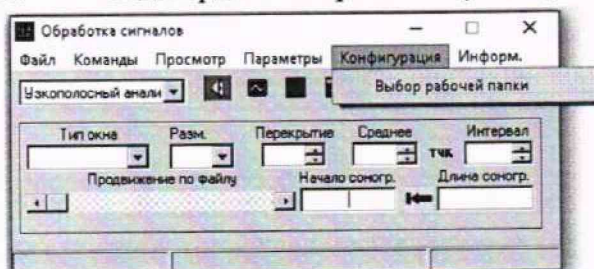 Обработка сигналов
Файл Команды Просмотр Параметры Конфигурация Информ.
Узкополосный анали
Выбор рабочей папки
Тип окна Разм. Перекрытие Среднее Интервал
тчк
Продвижение по файлу Начало соногр. Длина соногр.